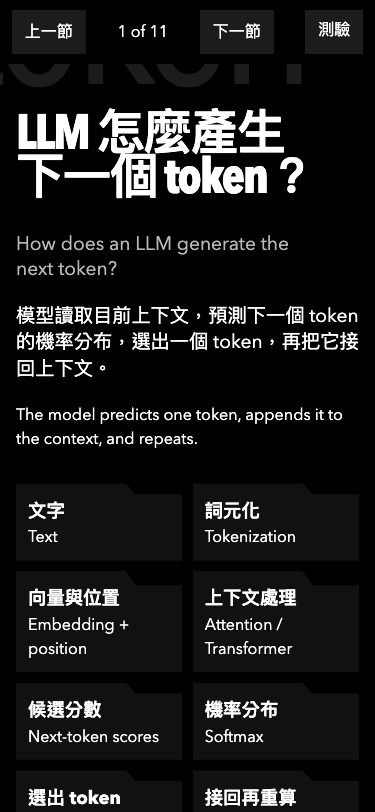 上一節
1 of 11
下一節
測驗
token
LLM 怎麼產生
下一個 token？
How does an LLM generate the
next token?
模型讀取目前上下文，預測下一個 token
的機率分布，選出一個 token，再把它接
回上下文。
The model predicts one token, appends it to
the context, and repeats.
文字
Text
詞元化
Tokenization
向量與位置
Embedding +
position
上下文處理
Attention /
Transformer
候選分數
Next-token scores
機率分布
Softmax
選出 token
接回再重算